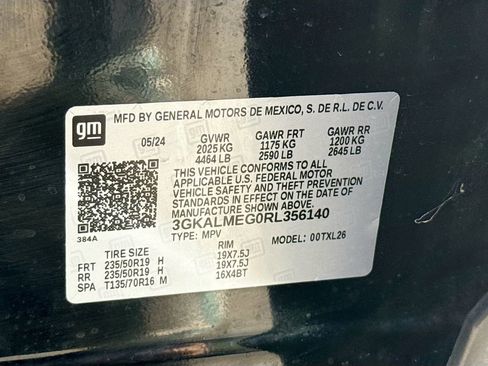 gm
MFD BY GENERAL MOTORS DE MEXICO, S. DE R.L. DE C.V.
05/24 GVWR GAWR FRT GAWR RR
2025 KG 1175 KG 1200 KG
4464 LB 2590 LB 2645 LB
THIS VEHICLE CONFORMS TO ALL
APPLICABLE U.S. FEDERAL MOTOR
VEHICLE SAFETY AND THEFT PREVENTION
STANDARDS IN EFFECT ON THE DATE OF
MANUFACTURE SHOWN ABOVE.
3GKALMEG0RL356140
384A TYPE: MPV MODEL: 00TXL26
TIRE SIZE RIM
FRT 235/50R19 H 19X7.5J
RR 235/50R19 H 19X7.5J
SPA T135/70R16 M 16X4BT